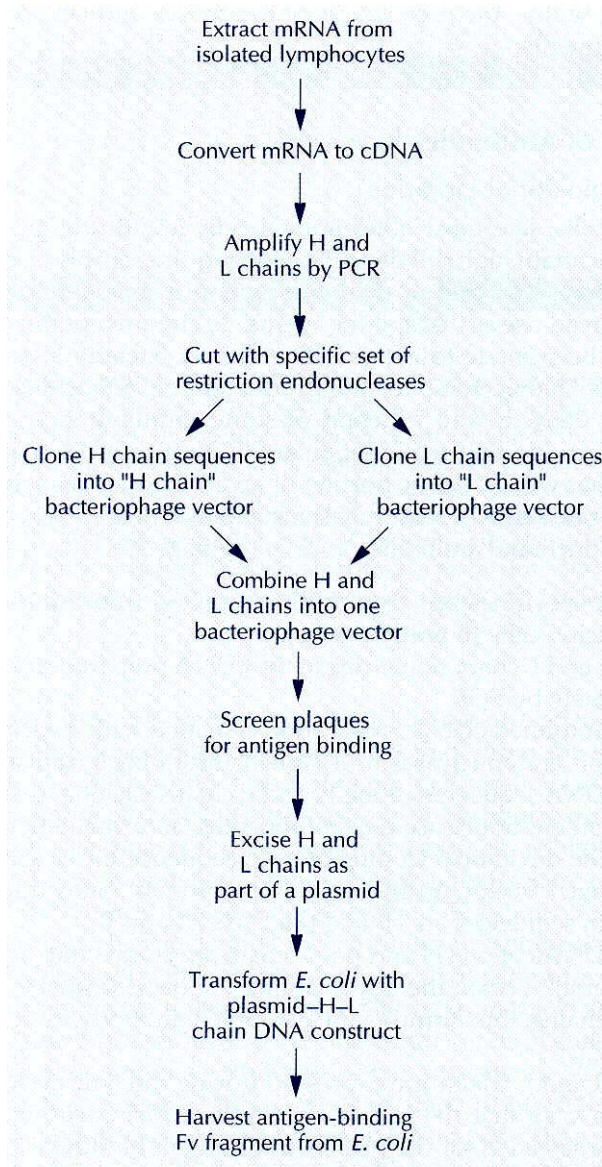 Extract mRNA from
isolated lymphocytes
Convert mRNA to cDNA
Amplify H and
L chains by PCR
Cut with specific set of
restriction endonucleases
Clone H chain sequences
into "H chain"
bacteriophage vector
Clone L chain sequences
into "L chain"
bacteriophage vector
Combine H and
L chains into one
bacteriophage vector
Screen plaques
for antigen binding
Excise H and
L chains as
part of a plasmid
Transform E. coli with
plasmid–H–L
chain DNA construct
Harvest antigen-binding
Fv fragment from E. coli